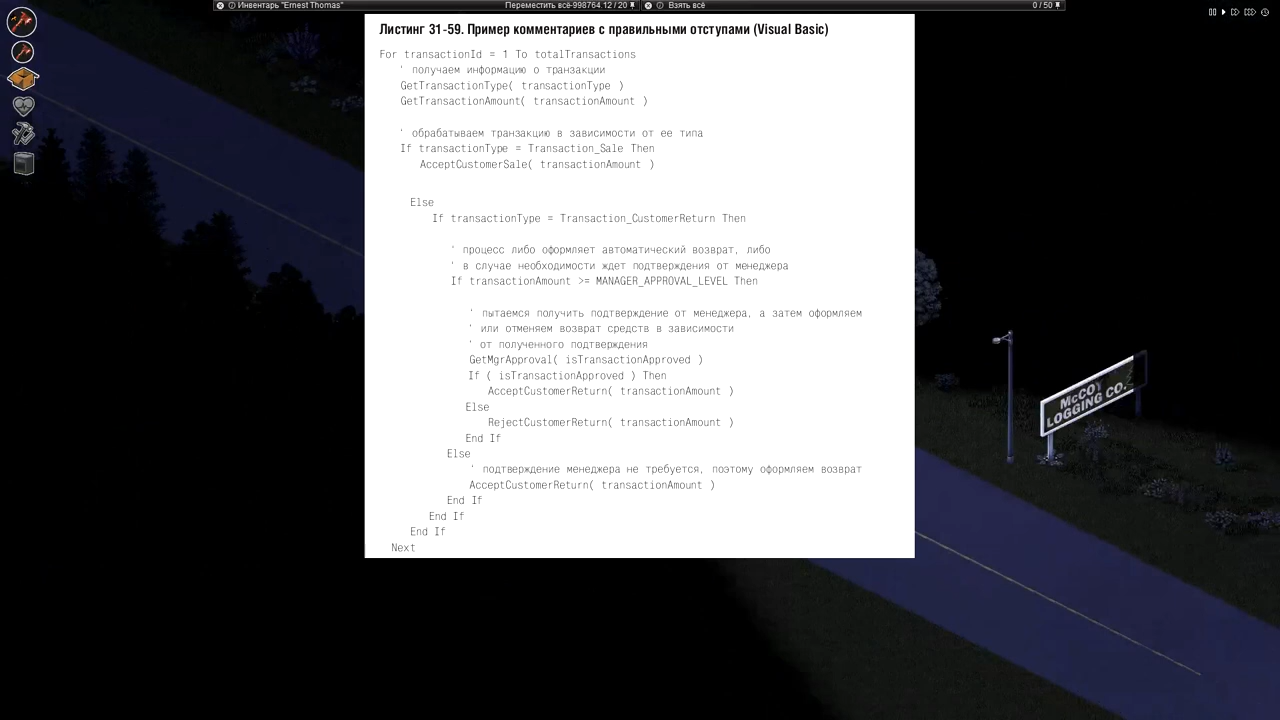 Инвентарь "Ernest Thomas"
Переместить всё-998764.12 / 20
Взять всё
0 / 50
Листинг 31-59. Пример комментариев с правильными отступами (Visual Basic)
For transactionId = 1 To totalTransactions
' получаем информацию о транзакции
GetTransactionType( transactionType )
GetTransactionAmount( transactionAmount )
' обрабатываем транзакцию в зависимости от ее типа
If transactionType = Transaction_Sale Then
AcceptCustomerSale( transactionAmount )
Else
If transactionType = Transaction_CustomerReturn Then
' процесс либо оформляет автоматический возврат, либо
' в случае необходимости ждет подтверждения от менеджера
If transactionAmount >= MANAGER_APPROVAL_LEVEL Then
' пытаемся получить подтверждение от менеджера, а затем оформляем
' или отменяем возврат средств в зависимости
' от полученного подтверждения
GetMgrApproval( isTransactionApproved )
If ( isTransactionApproved ) Then
AcceptCustomerReturn( transactionAmount )
Else
RejectCustomerReturn( transactionAmount )
End If
Else
' подтверждение менеджера не требуется, поэтому оформляем возврат
AcceptCustomerReturn( transactionAmount )
End If
End If
End If
Next
McCOY
LOGGING CO.